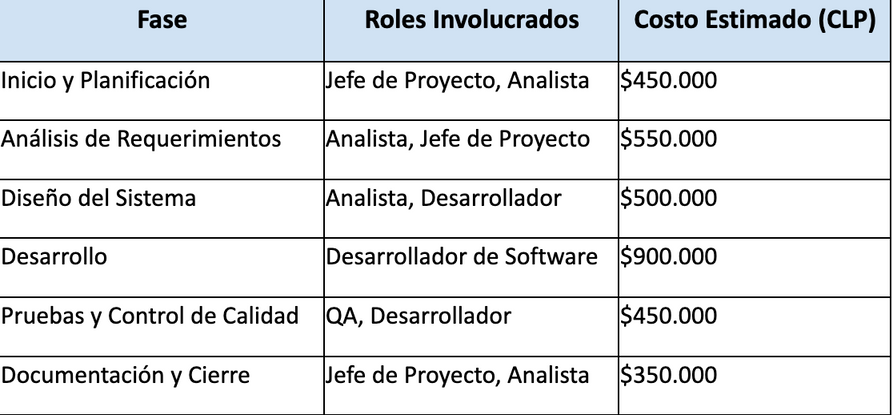 Fase Roles Involucrados Costo Estimado (CLP)
Inicio y Planificación Jefe de Proyecto, Analista $450.000
Análisis de Requerimientos Analista, Jefe de Proyecto $550.000
Diseño del Sistema Analista, Desarrollador $500.000
Desarrollo Desarrollador de Software $900.000
Pruebas y Control de Calidad QA, Desarrollador $450.000
Documentación y Cierre Jefe de Proyecto, Analista $350.000